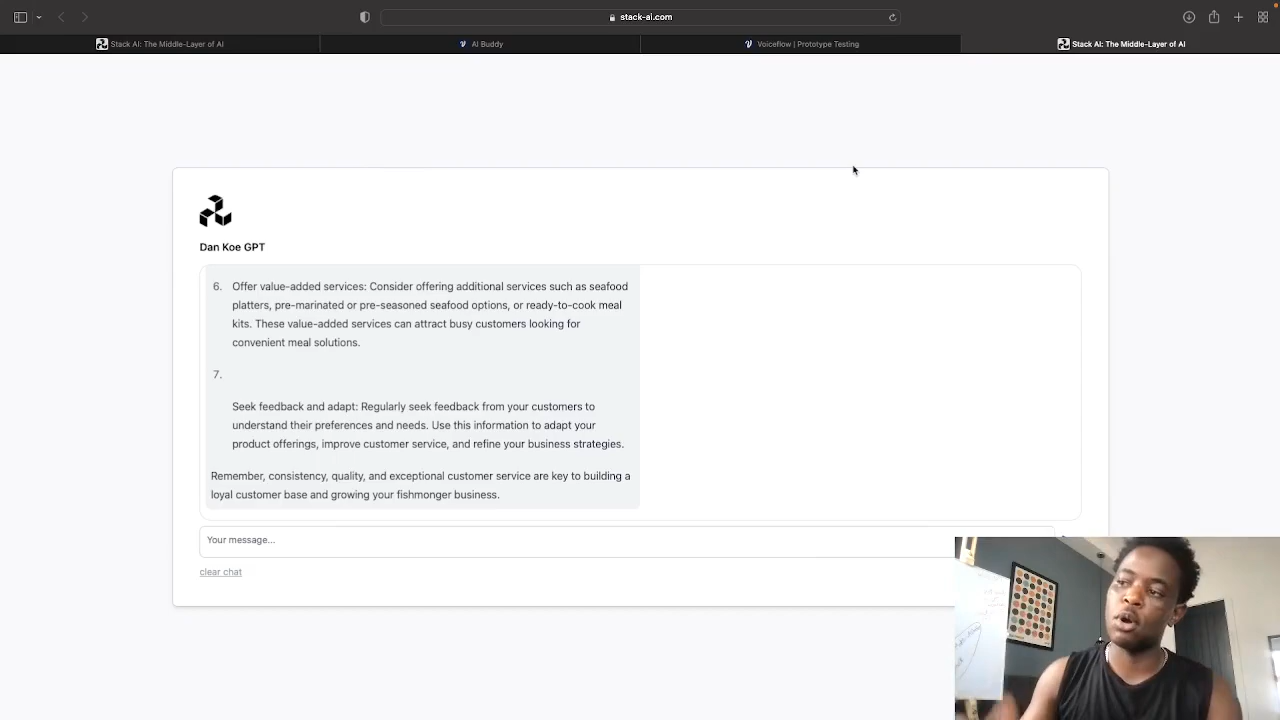 stack-ai.com
Stack AI: The Middle-Layer of AI
AI Buddy
Voiceflow | Prototype Testing
Stack AI: The Middle-Layer of AI
Dan Koe GPT
6. Offer value-added services: Consider offering additional services such as seafood
platters, pre-marinated or pre-seasoned seafood options, or ready-to-cook meal
kits. These value-added services can attract busy customers looking for
convenient meal solutions.
7.
Seek feedback and adapt: Regularly seek feedback from your customers to
understand their preferences and needs. Use this information to adapt your
product offerings, improve customer service, and refine your business strategies.
Remember, consistency, quality, and exceptional customer service are key to building a
loyal customer base and growing your fishmonger business.
Your message...
clear chat